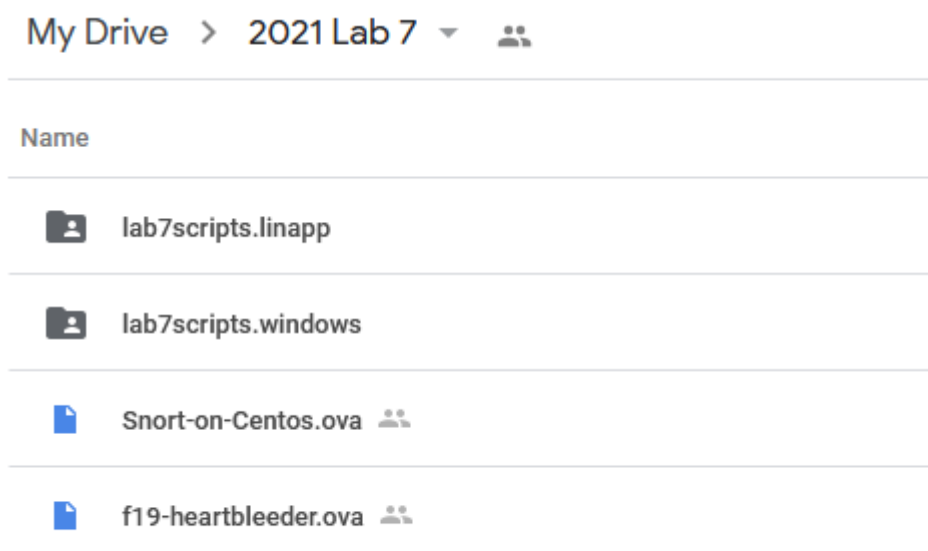 My Drive > 2021 Lab 7
Name
lab7scripts.linapp
lab7scripts.windows
Snort-on-Centos.ova
f19-heartbleeder.ova